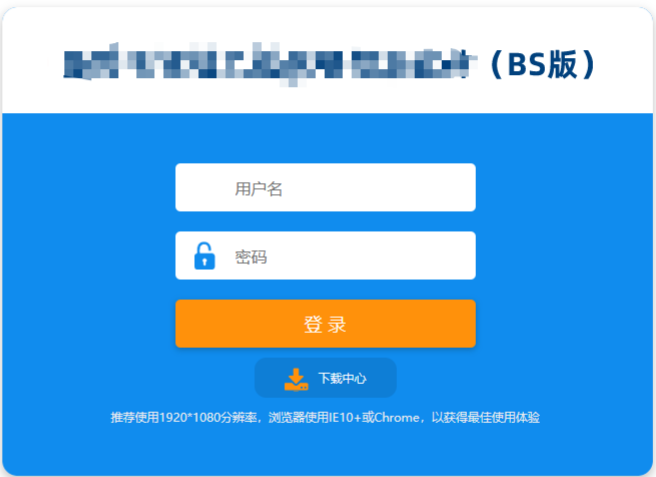 （BS版）
用户名
密码
登录
下载中心
推荐使用1920*1080分辨率，浏览器使用IE10+或Chrome，以获得最佳使用体验